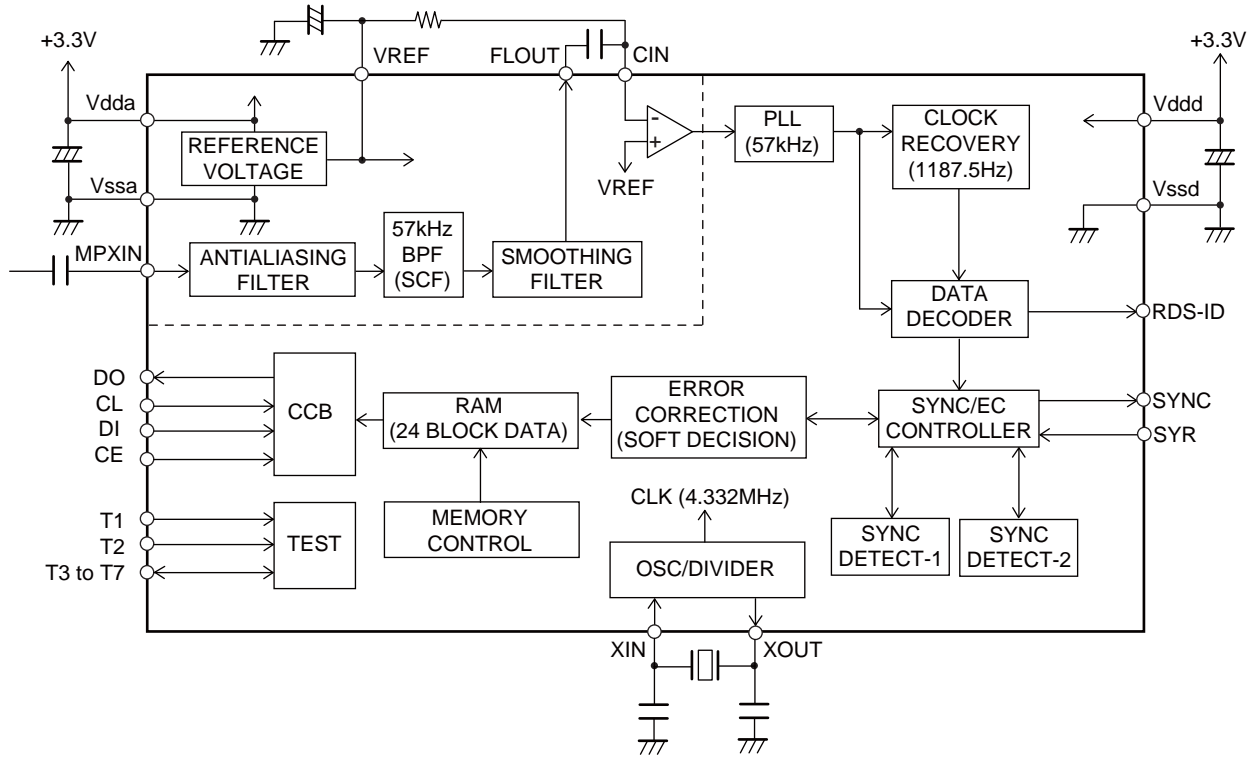 +3.3V
VREF
FLOUT
CIN
+3.3V
Vdda
REFERENCE
VOLTAGE
Vssa
-
+
VREF
PLL
(57kHz)
CLOCK
RECOVERY
(1187.5Hz)
Vddd
Vssd
MPXIN
ANTIALIASING
FILTER
57kHz
BPF
(SCF)
SMOOTHING
FILTER
DATA
DECODER
RDS-ID
DO
CL
DI
CE
CCB
RAM
(24 BLOCK DATA)
ERROR
CORRECTION
(SOFT DECISION)
SYNC/EC
CONTROLLER
SYNC
SYR
T1
T2
T3 to T7
TEST
MEMORY
CONTROL
CLK (4.332MHz)
OSC/DIVIDER
SYNC
DETECT-1
SYNC
DETECT-2
XIN
XOUT